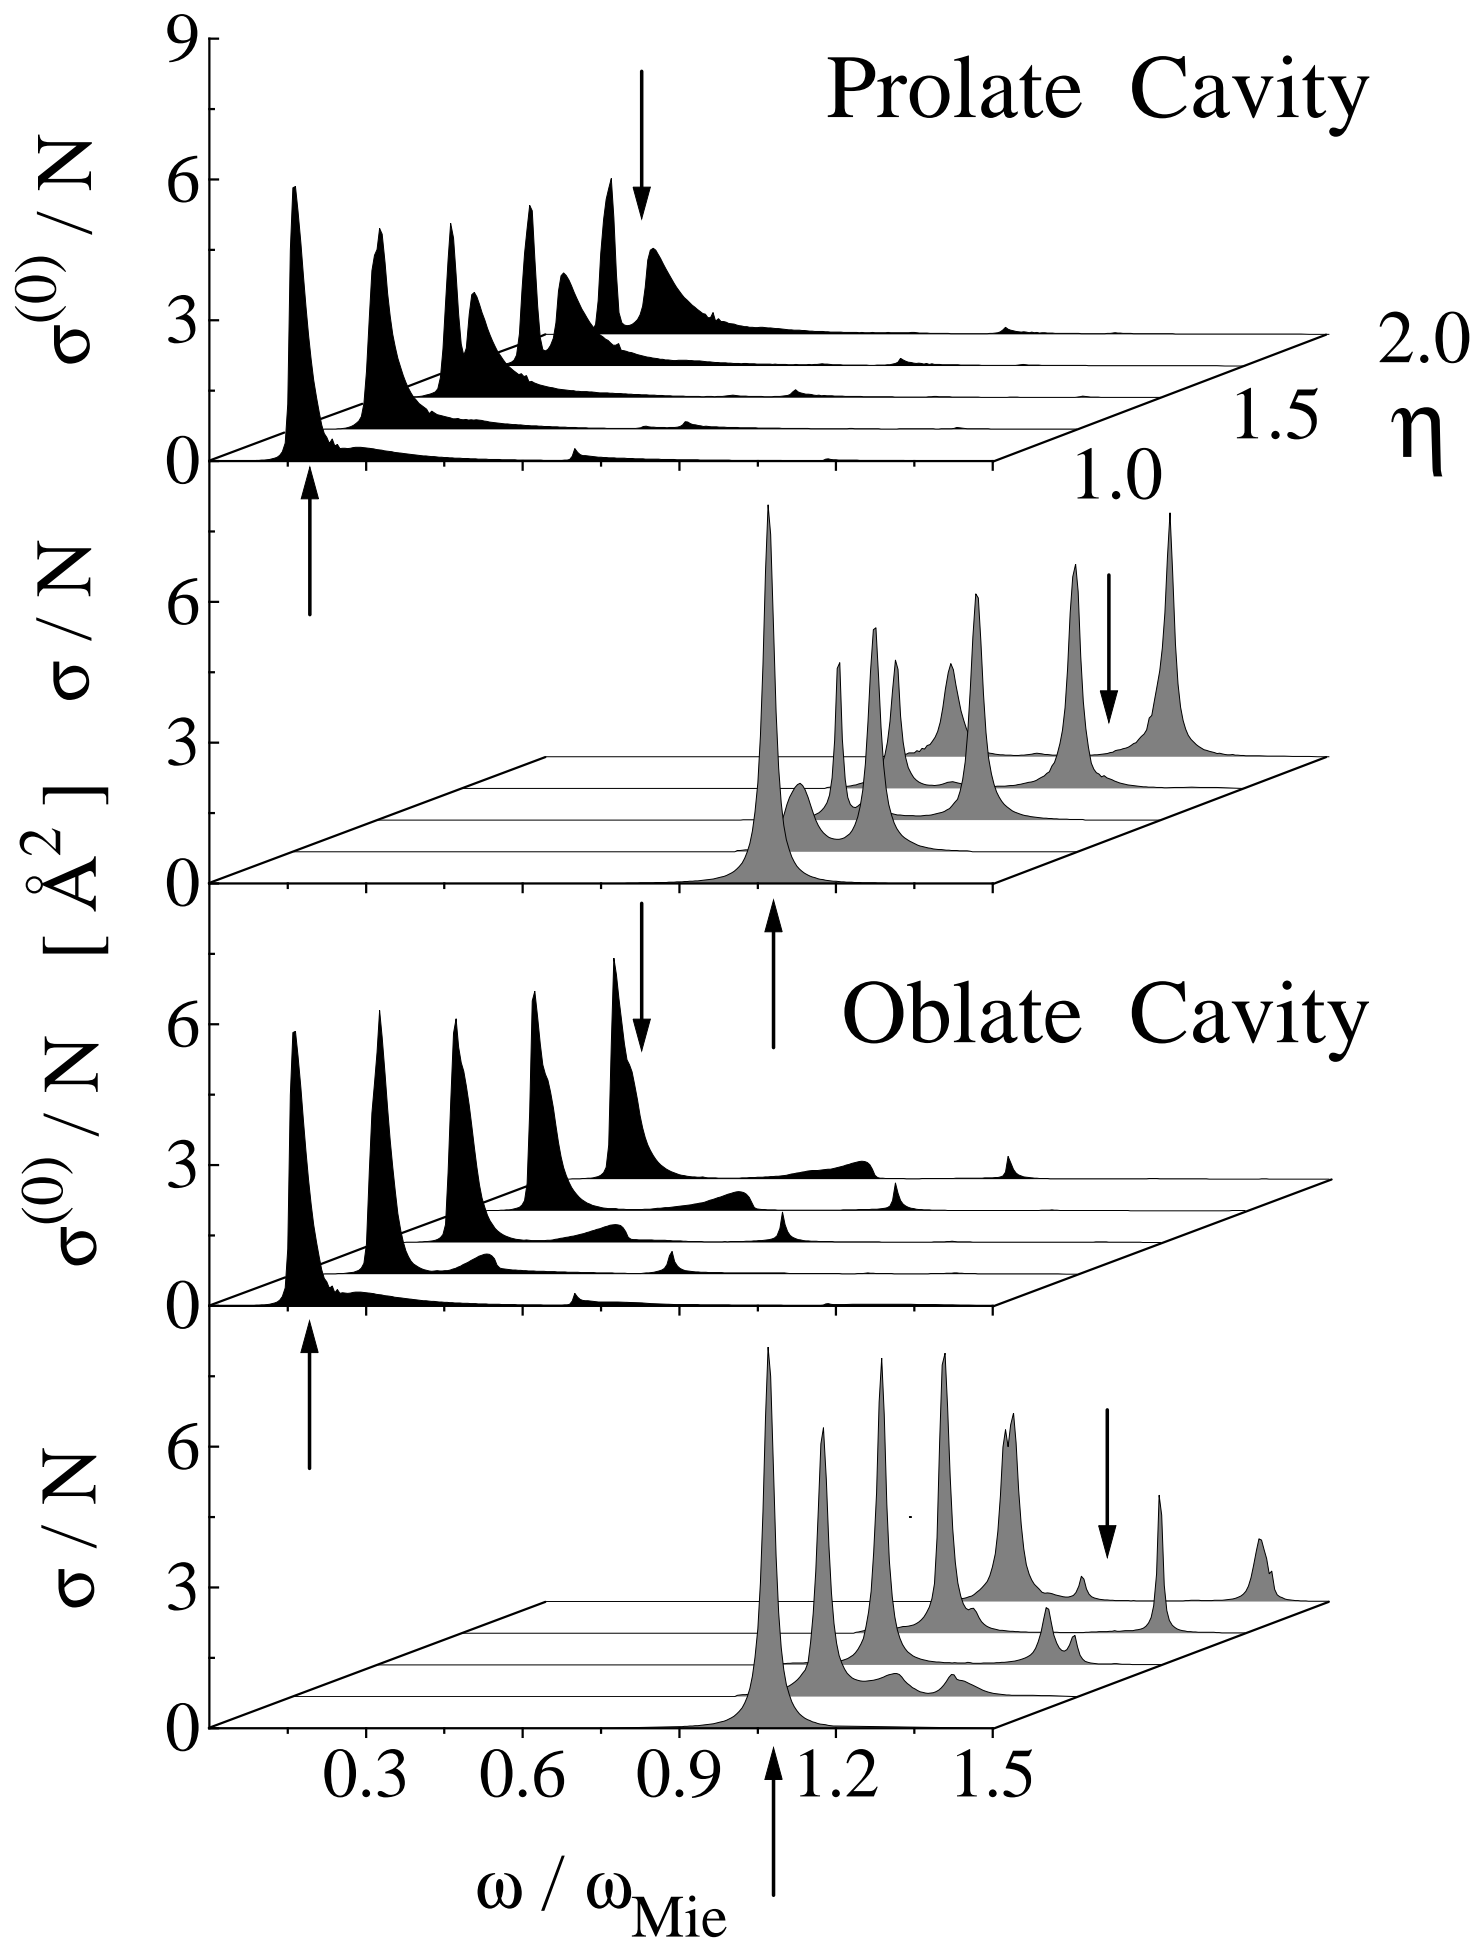 9
Prolate Cavity
σ(0) / N
6
3
0
2.0
1.5
η
1.0
σ / N
6
3
0
[ Å2 ]
Oblate Cavity
σ(0) / N
6
3
0
σ / N
6
3
0
0.3 0.6 0.9 1.2 1.5
ω / ωMie